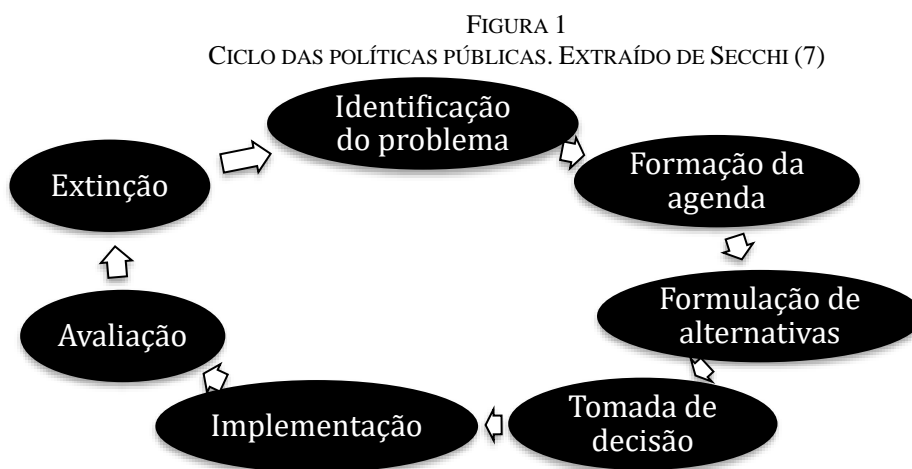 FIGURA 1
CICLO DAS POLÍTICAS PÚBLICAS. EXTRAÍDO DE SECCHI (7)
Identificação
do problema
Formação da
agenda
Formulação de
alternativas
Tomada de
decisão
Implementação
Avaliação
Extinção